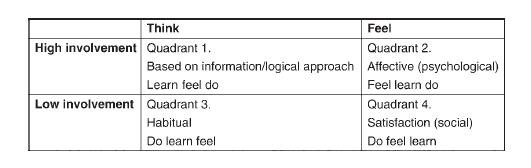 Think Feel
High involvement Quadrant 1. Quadrant 2.
Based on information/logical approach Affective (psychological)
Learn feel do Feel learn do
Low involvement Quadrant 3. Quadrant 4.
Habitual Satisfaction (social)
Do learn feel Do feel learn